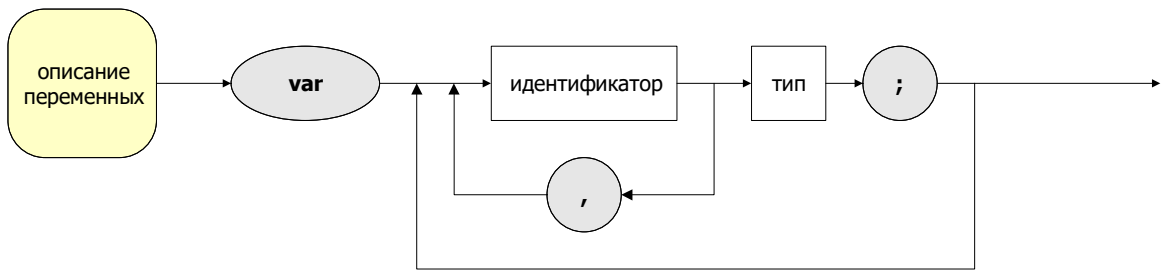 описание
переменных
var
идентификатор
тип
;
,